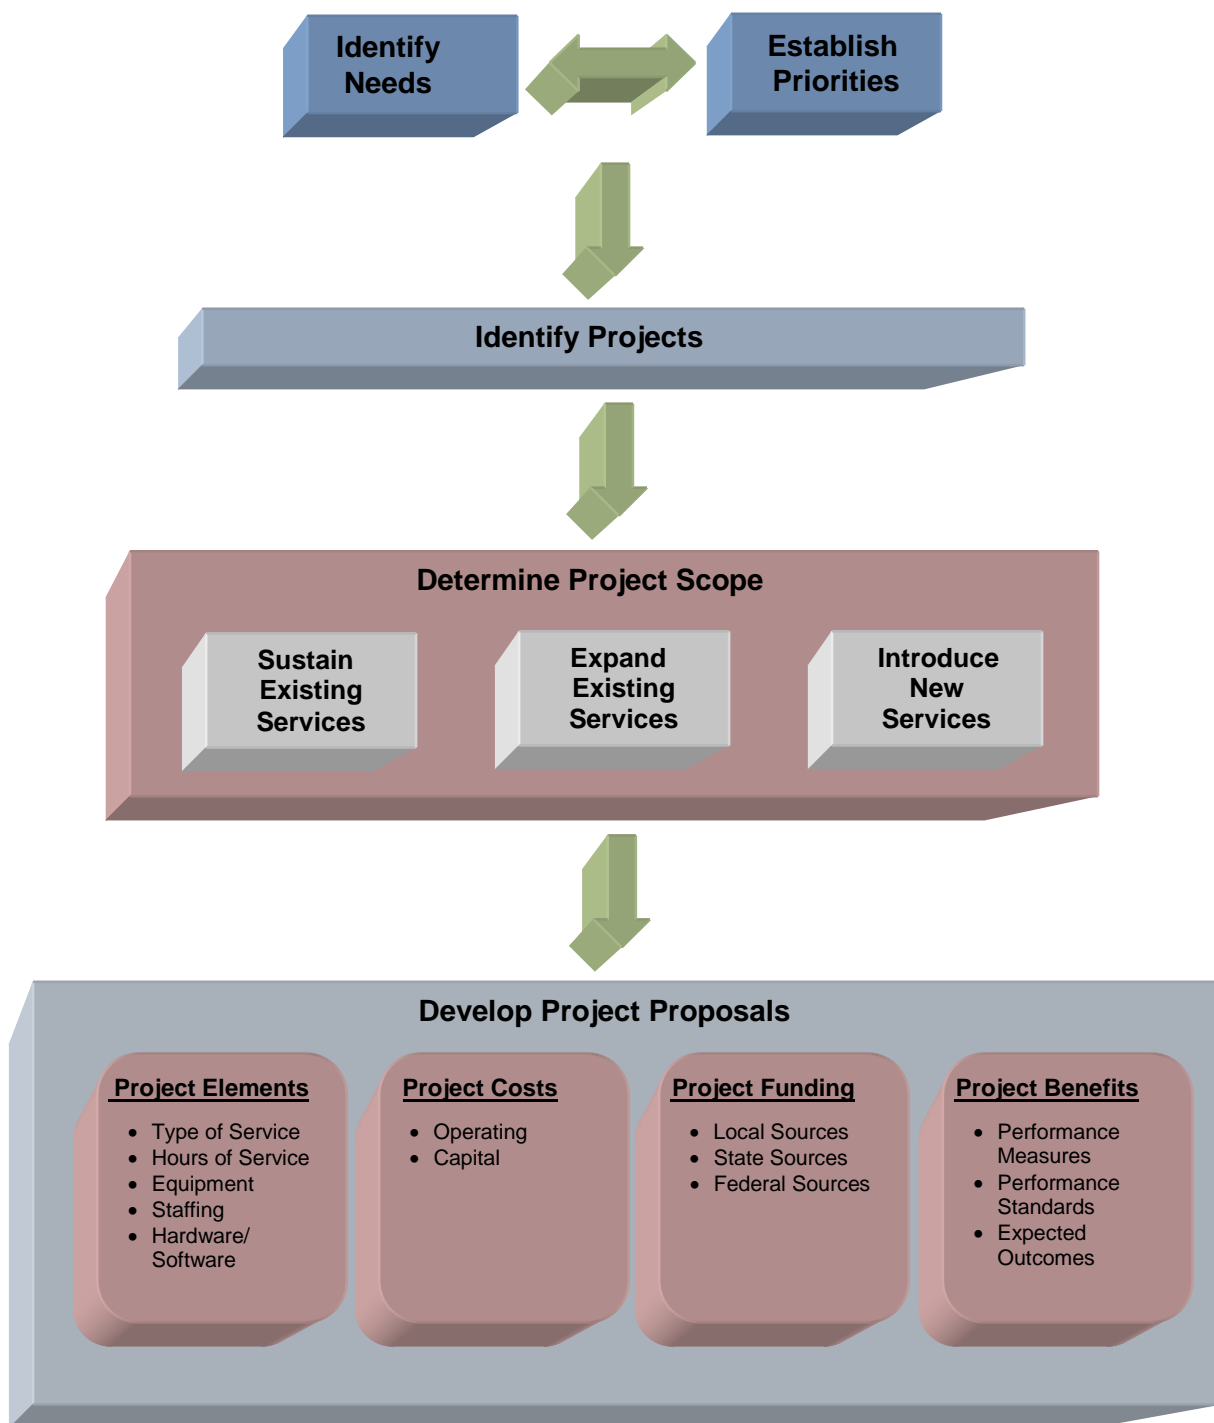 Identify
Needs
Establish
Priorities
Identify Projects
Determine Project Scope
Sustain
Existing
Services
Expand
Existing
Services
Introduce
New
Services
Develop Project Proposals
Project Elements
• Type of Service
• Hours of Service
• Equipment
• Staffing
• Hardware/
Software
Project Costs
• Operating
• Capital
Project Funding
• Local Sources
• State Sources
• Federal Sources
Project Benefits
• Performance
Measures
• Performance
Standards
• Expected
Outcomes